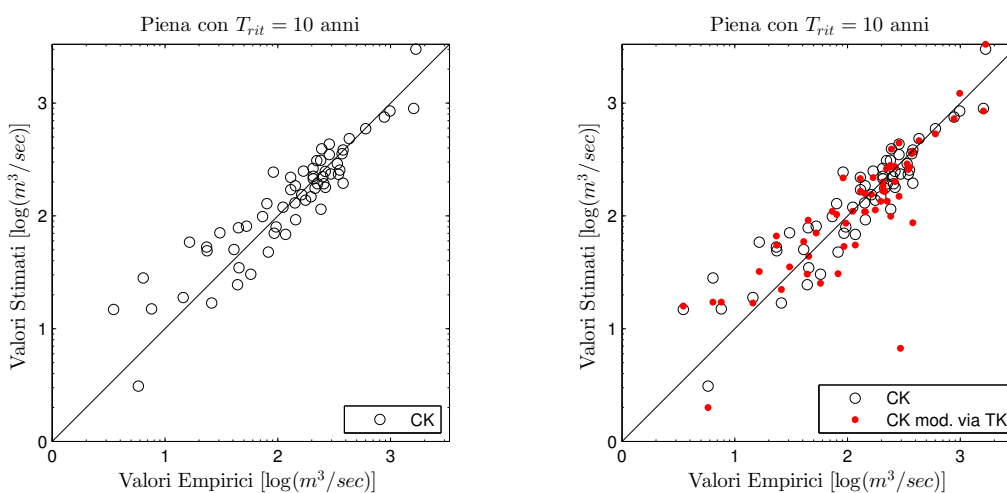 Piena con $T_{rit} = 10$ anni
Valori Stimati $[\log(m^3/sec)]$
3
2
1
0
0 1 2 3
CK
Valori Empirici $[\log(m^3/sec)]$
Piena con $T_{rit} = 10$ anni
Valori Stimati $[\log(m^3/sec)]$
3
2
1
0
0 1 2 3
CK
CK mod. via TK
Valori Empirici $[\log(m^3/sec)]$